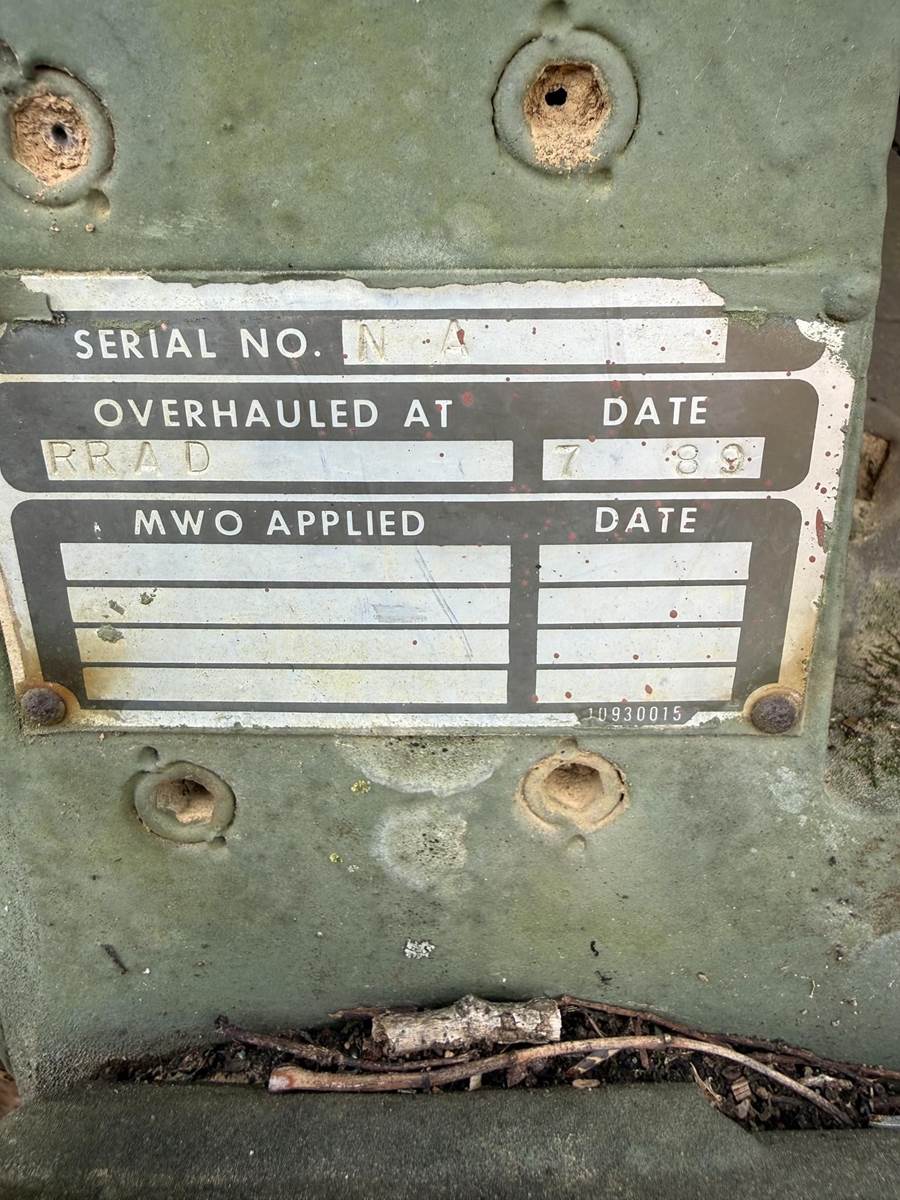 SERIAL NO. N A
OVERHAULED AT DATE
RRAD 7 89
MWO APPLIED DATE
10930015